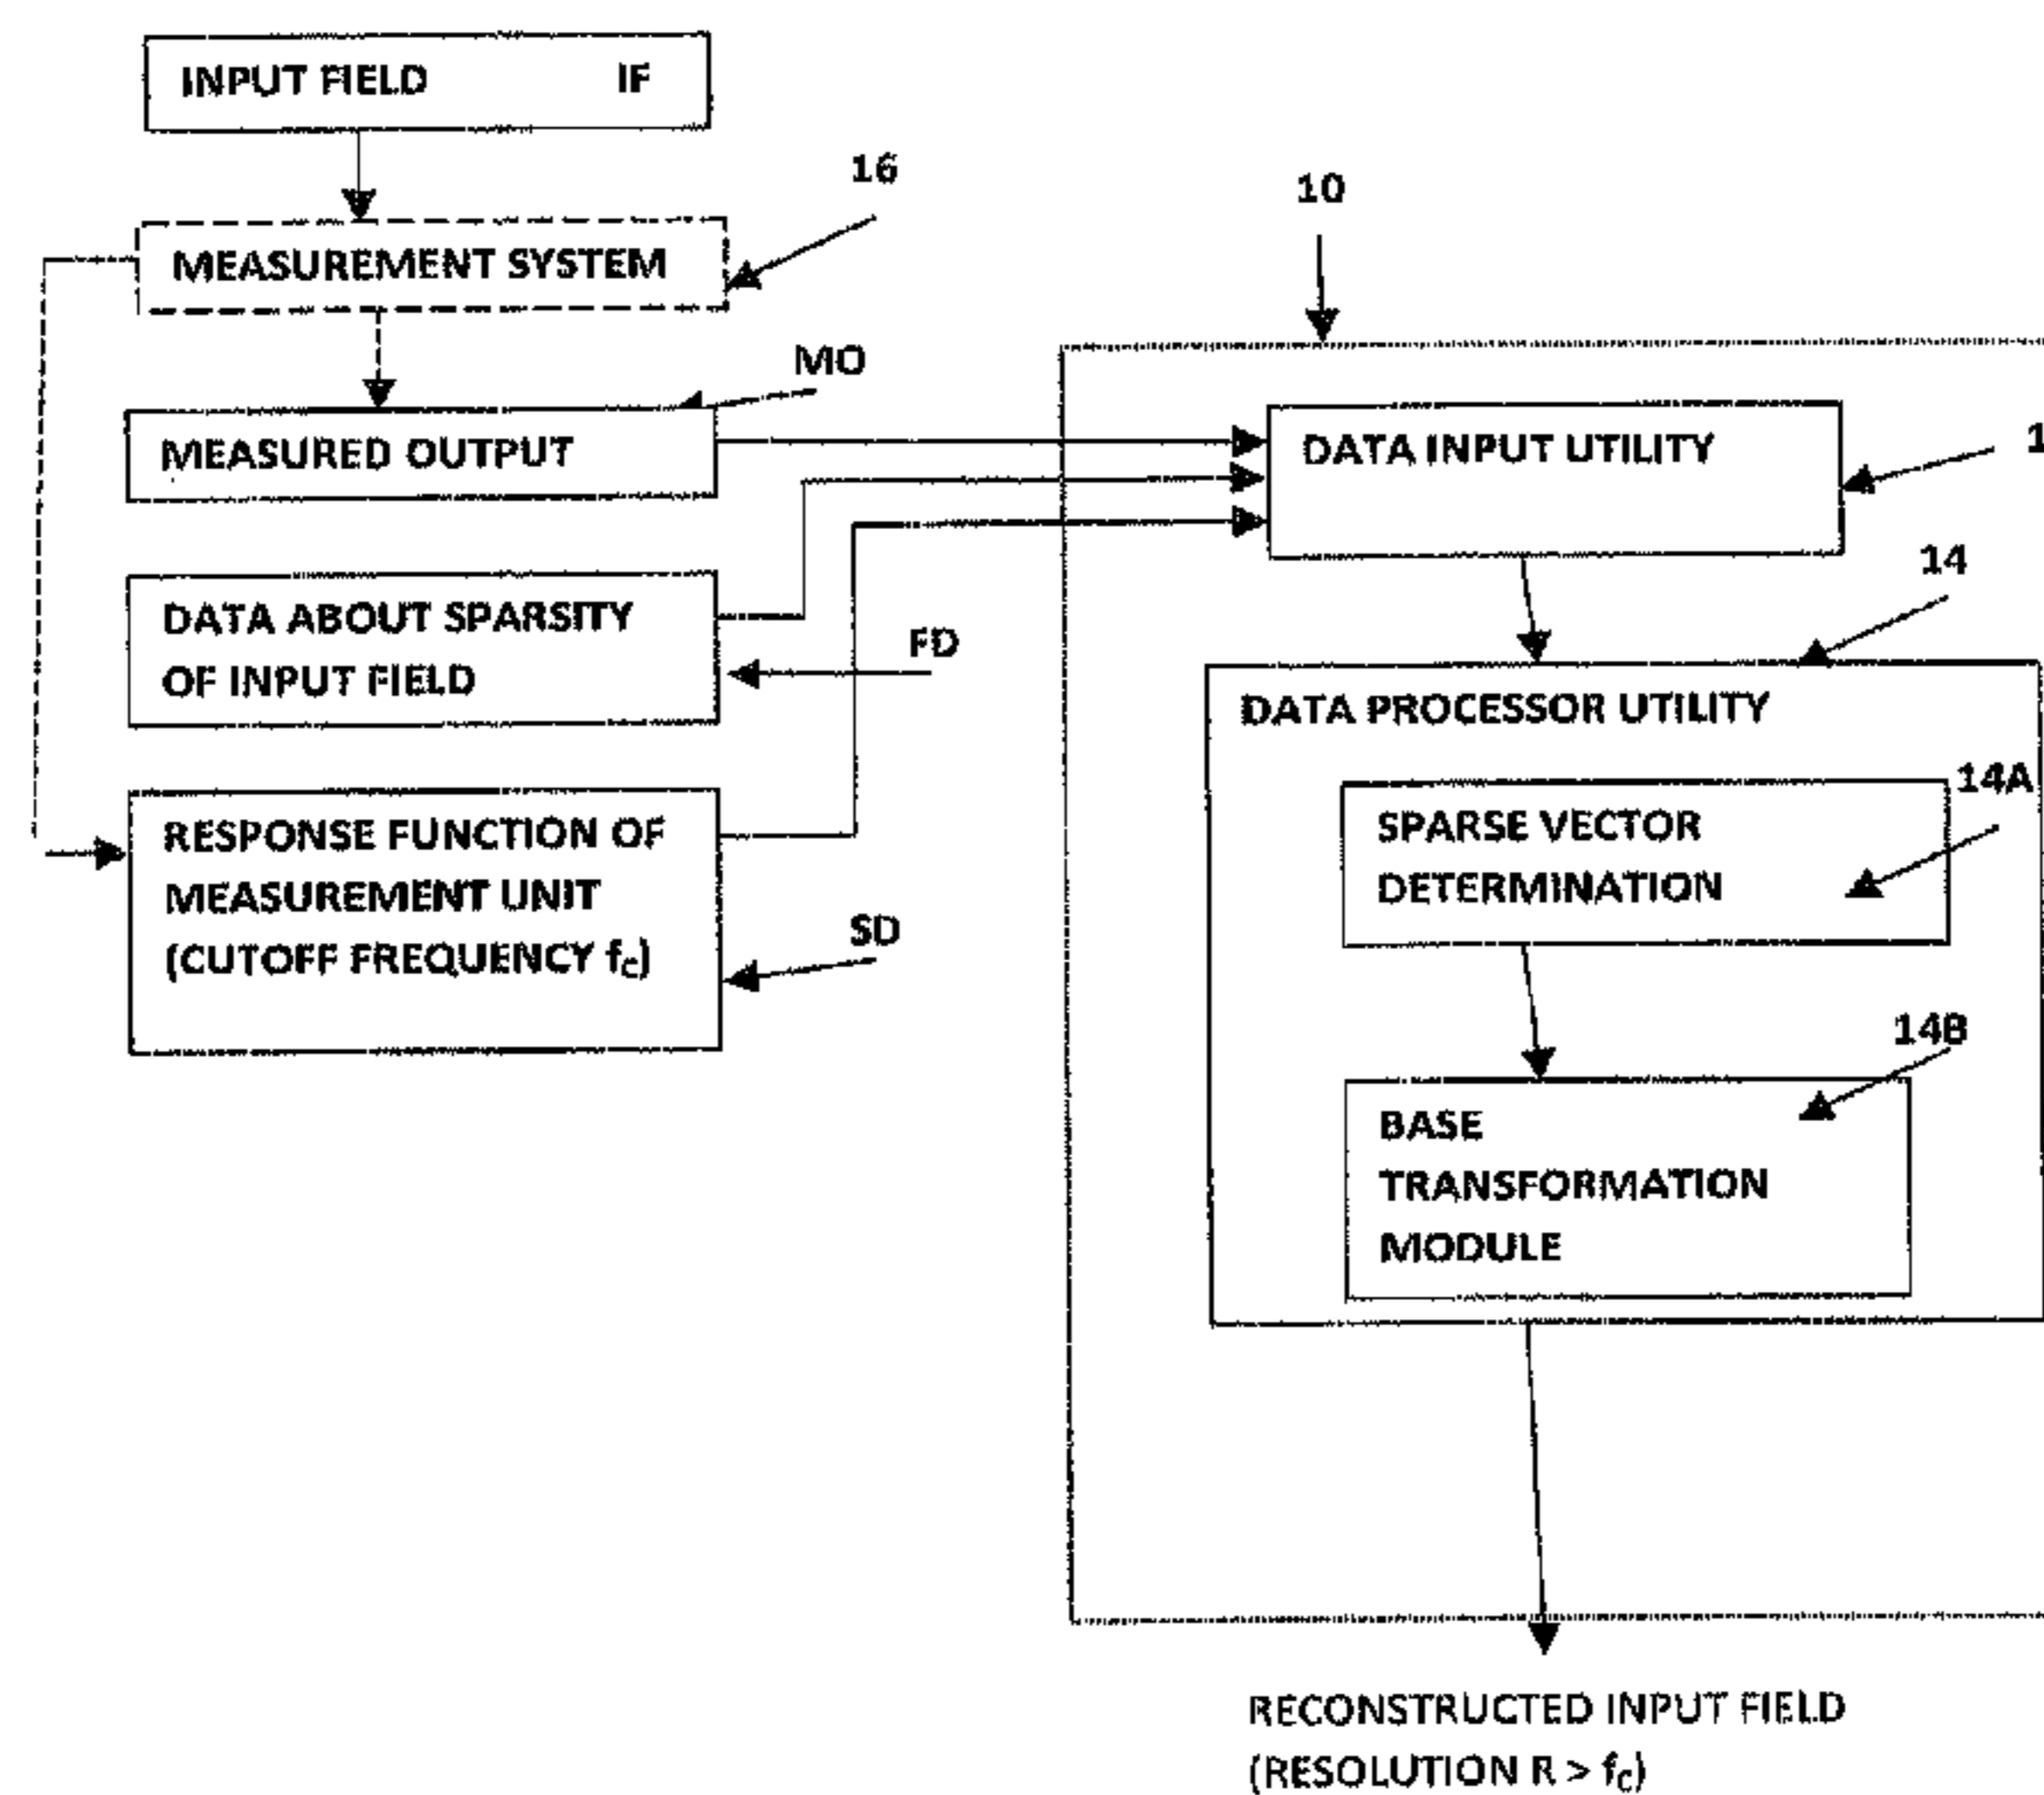 INPUT FIELD IF
16
MEASUREMENT SYSTEM
10
MO
MEASURED OUTPUT
DATA INPUT UTILITY
1
14
DATA ABOUT SPARSITY
OF INPUT FIELD
FD
DATA PROCESSOR UTILITY
14A
RESPONSE FUNCTION OF
MEASUREMENT UNIT
(CUTOFF FREQUENCY fc)
SD
SPARSE VECTOR
DETERMINATION
14B
BASE
TRANSFORMATION
MODULE
RECONSTRUCTED INPUT FIELD
(RESOLUTION R > fc)